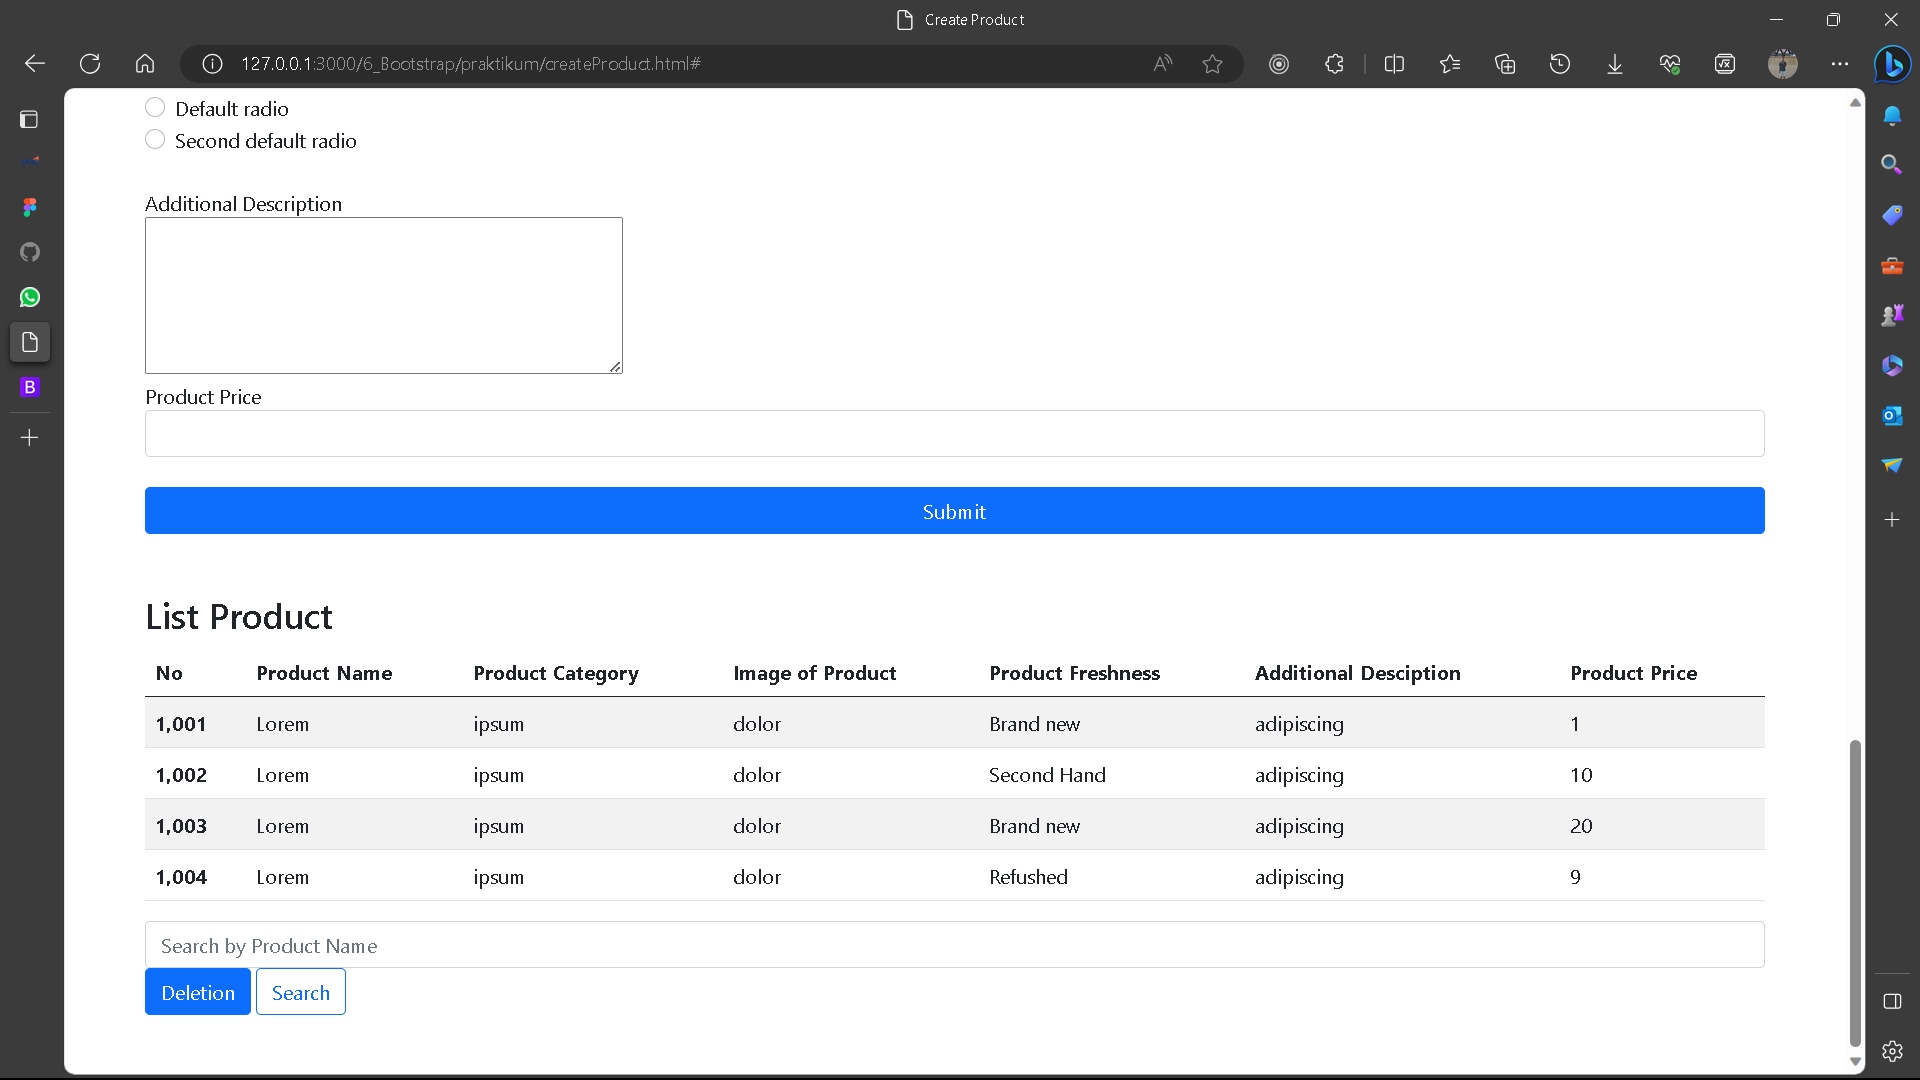 Create Product
127.0.0.1:3000/6_Bootstrap/praktikum/createProduct.html#
Default radio
Second default radio
Additional Description
Product Price
Submit
List Product
No Product Name Product Category Image of Product Product Freshness Additional Desciption Product Price
1,001 Lorem ipsum dolor Brand new adipiscing 1
1,002 Lorem ipsum dolor Second Hand adipiscing 10
1,003 Lorem ipsum dolor Brand new adipiscing 20
1,004 Lorem ipsum dolor Refushed adipiscing 9
Search by Product Name
Deletion Search